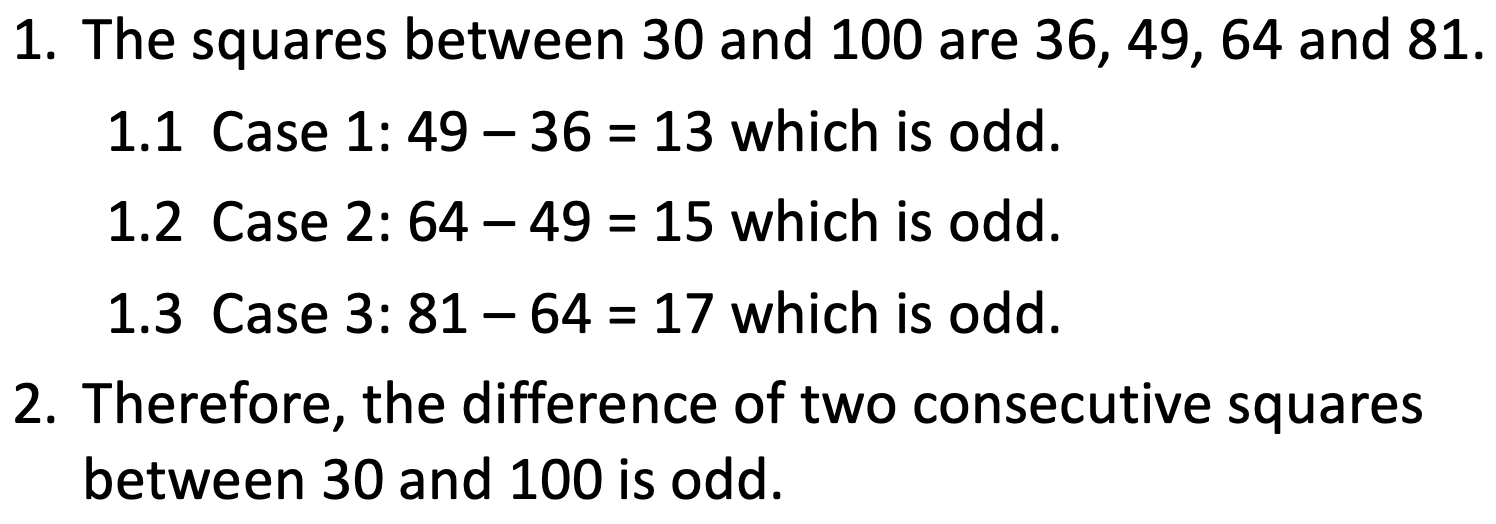 1. The squares between 30 and 100 are 36, 49, 64 and 81.
1.1 Case 1: 49 – 36 = 13 which is odd.
1.2 Case 2: 64 – 49 = 15 which is odd.
1.3 Case 3: 81 – 64 = 17 which is odd.
2. Therefore, the difference of two consecutive squares
between 30 and 100 is odd.